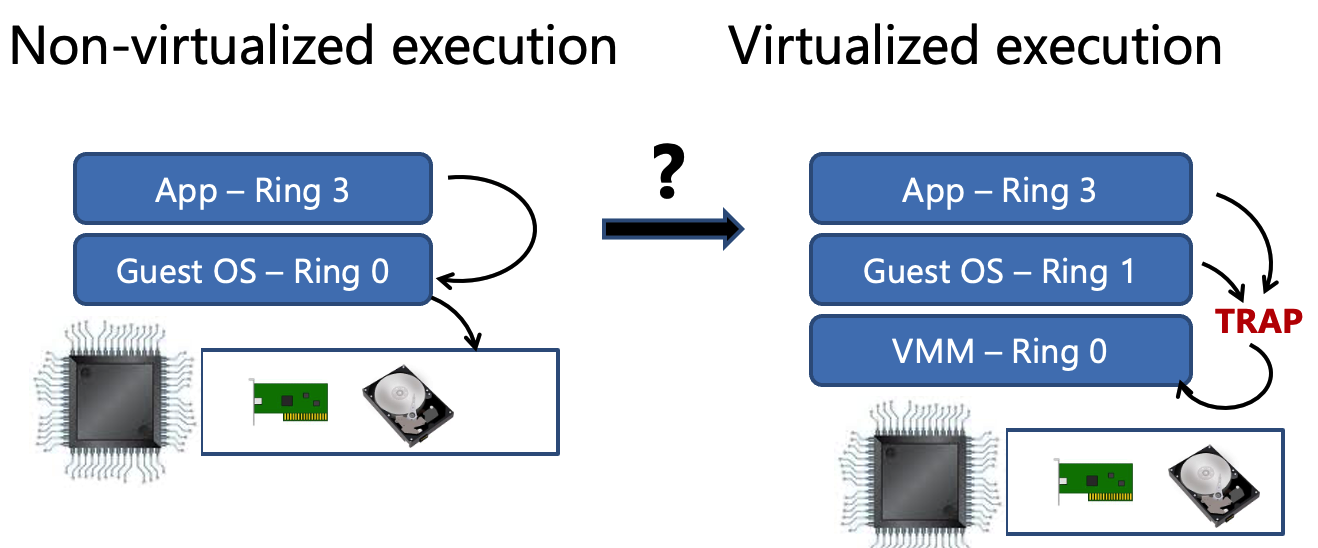 Non-virtualized execution
Virtualized execution
App – Ring 3
Guest OS – Ring 0
?
App – Ring 3
Guest OS – Ring 1
VMM – Ring 0
TRAP